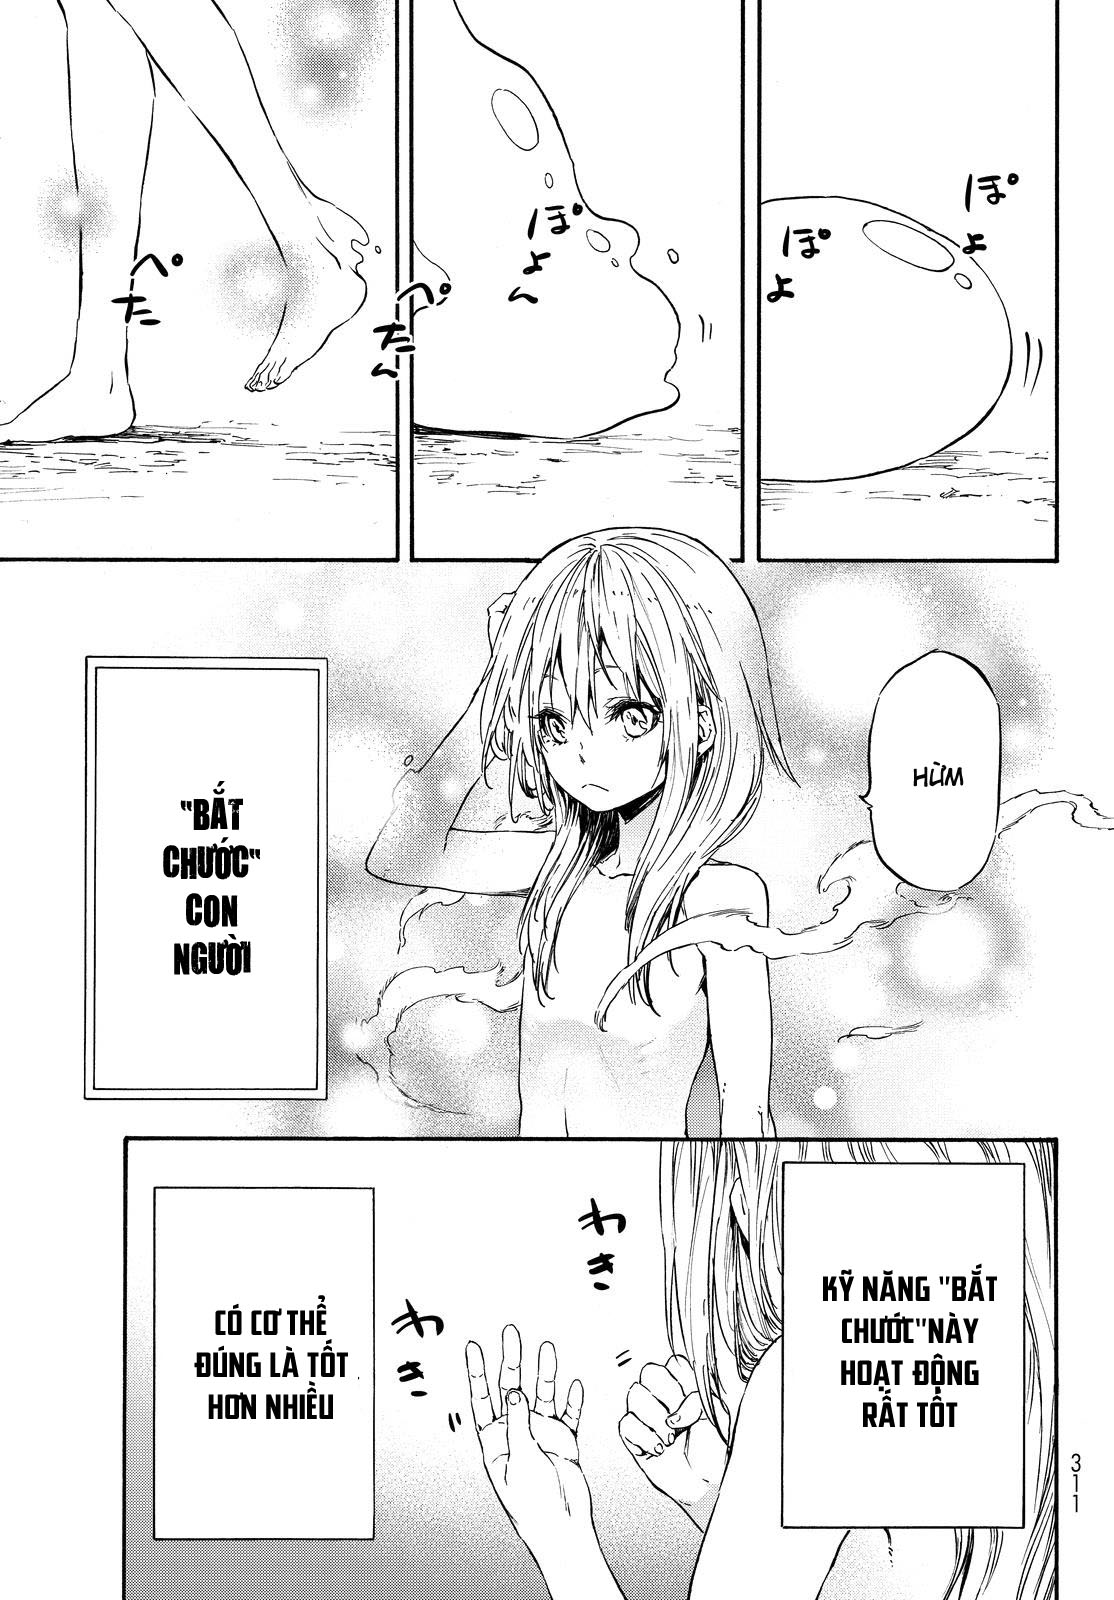 ぽよ
ぽよ
ぽよん
ぺたん
ぺた
HỪM
"BẮT
CHƯỚC"
CON
NGƯỜI
KỸ NĂNG "BẮT
CHƯỚC"NÀY
HOẠT ĐỘNG
RẤT TỐT
わき
わき
CÓ CƠ THỂ
ĐÚNG LÀ TỐT
HƠN NHIỀU
311